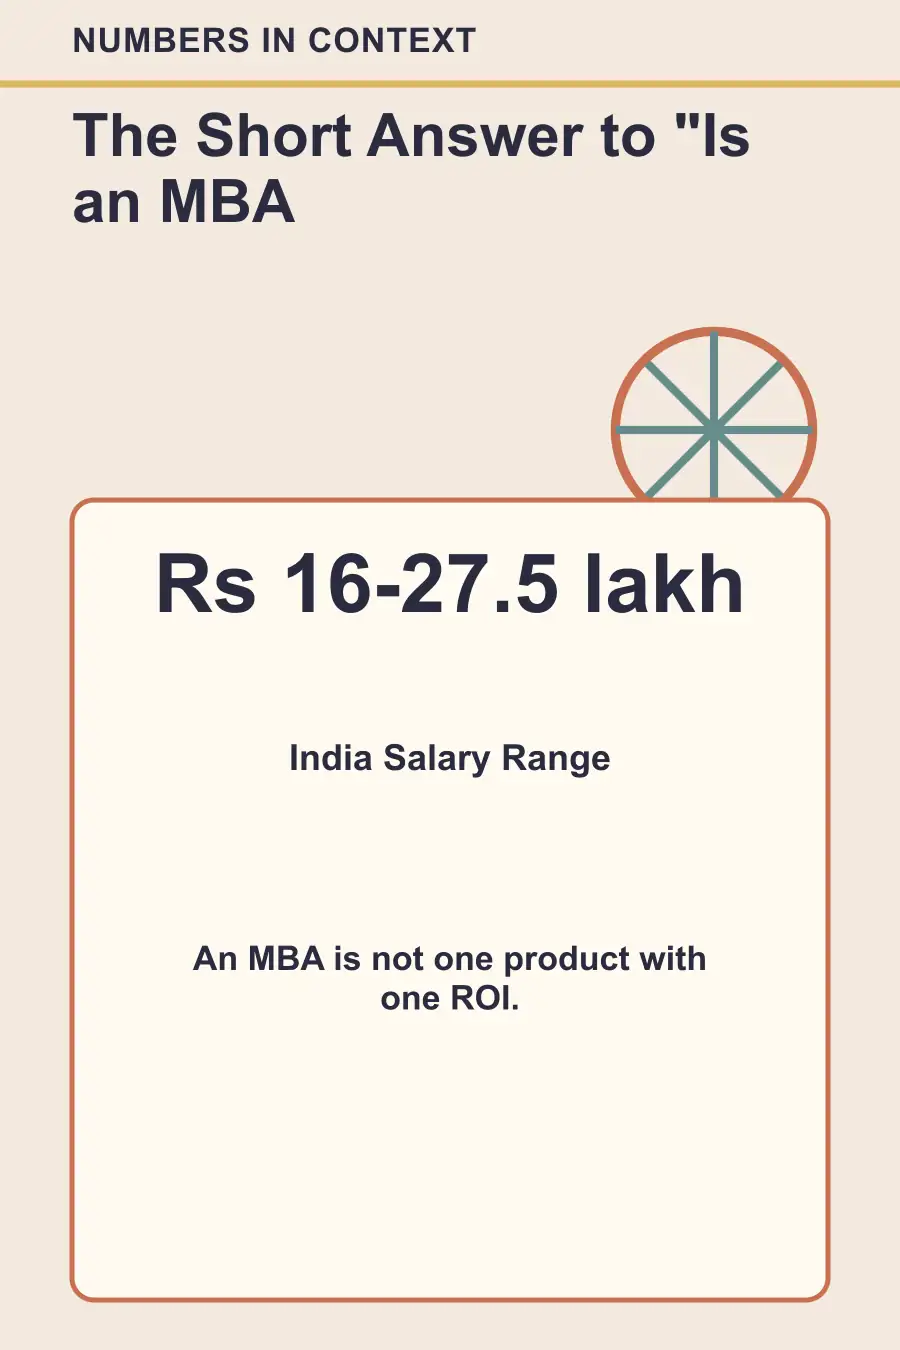 NUMBERS IN CONTEXT
The Short Answer to "Is
an MBA
Rs 16-27.5 lakh
India Salary Range
An MBA is not one product with
one ROI.